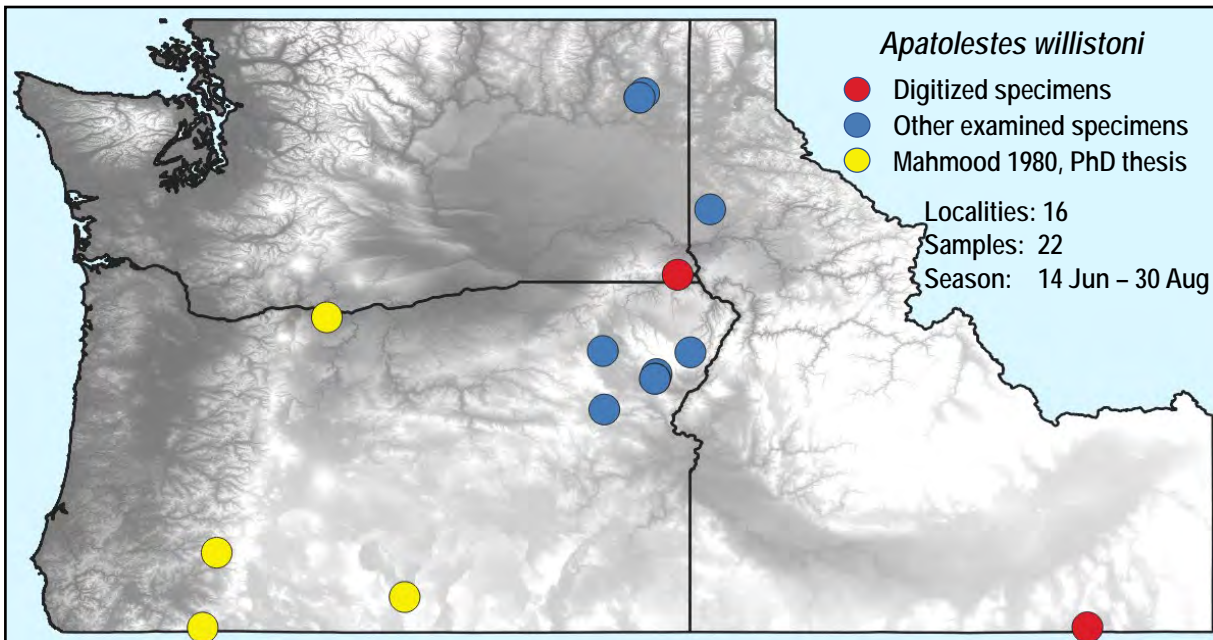 Apatolestes willistoni
Digitized specimens
Other examined specimens
Mahmood 1980, PhD thesis
Localities: 16
Samples: 22
Season: 14 Jun – 30 Aug